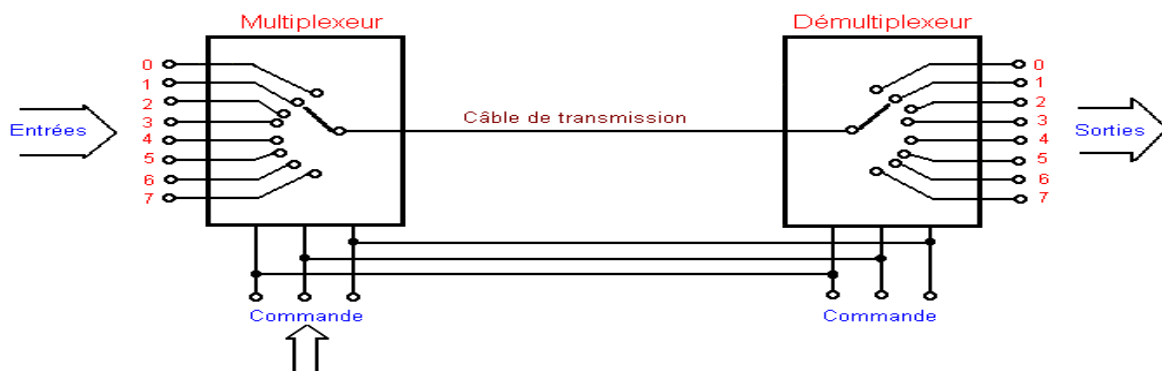 Multiplexeur
Démultiplexeur
0
1
2
3
4
5
6
7
Entrées
Câble de transmission
0
1
2
3
4
5
6
7
Sorties
Commande
Commande